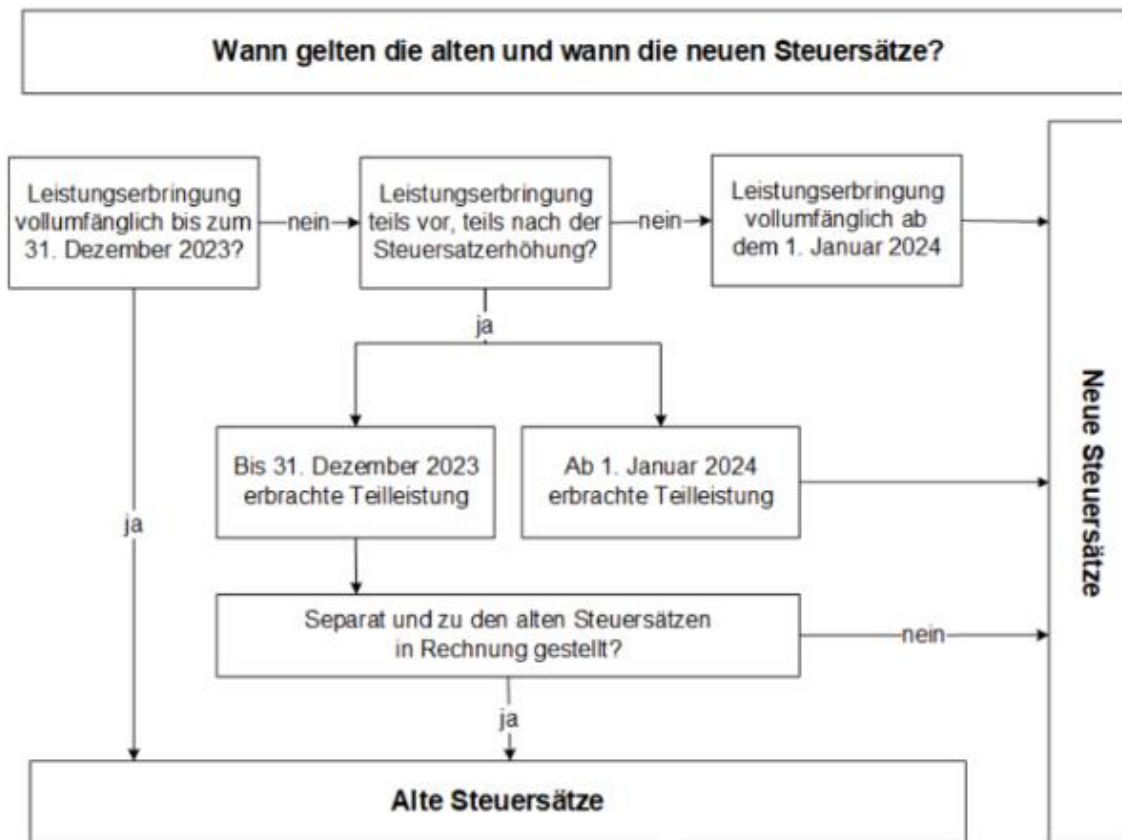 Wann gelten die alten und wann die neuen Steuersätze?
Leistungserbringung
vollumfänglich bis zum
31. Dezember 2023?
nein
Leistungserbringung
teils vor, teils nach der
Steuersatzerhöhung?
nein
Leistungserbringung
vollumfänglich ab
dem 1. Januar 2024
ja
Bis 31. Dezember 2023
erbrachte Teilleistung
Ab 1. Januar 2024
erbrachte Teilleistung
ja
Separat und zu den alten Steuersätzen
in Rechnung gestellt?
nein
ja
Alte Steuersätze
Neue Steuersätze